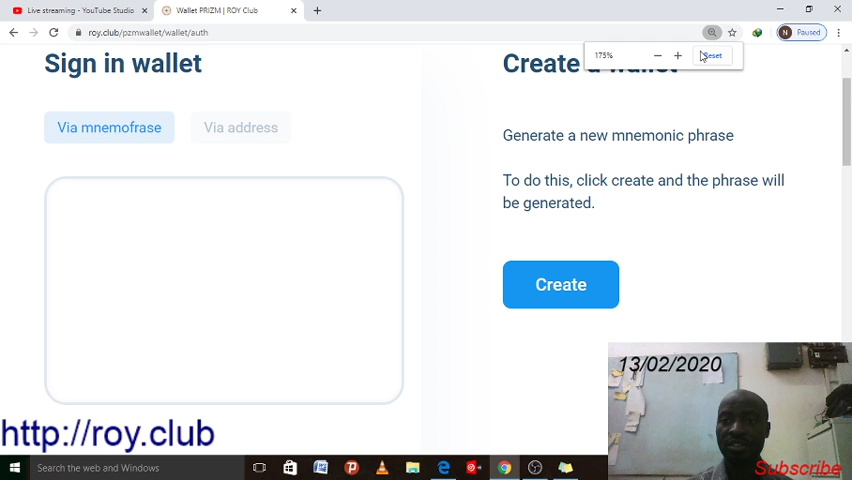 Live streaming - YouTube Studio
Wallet PRIZM | ROY Club
roy.club/pzmwallet/wallet/auth
N Paused
175%
Reset
Sign in wallet
Create a wallet
Via mnemofrase
Via address
Generate a new mnemonic phrase
To do this, click create and the phrase will
be generated.
Create
13/02/2020
http://roy.club
Subscribe
Search the web and Windows